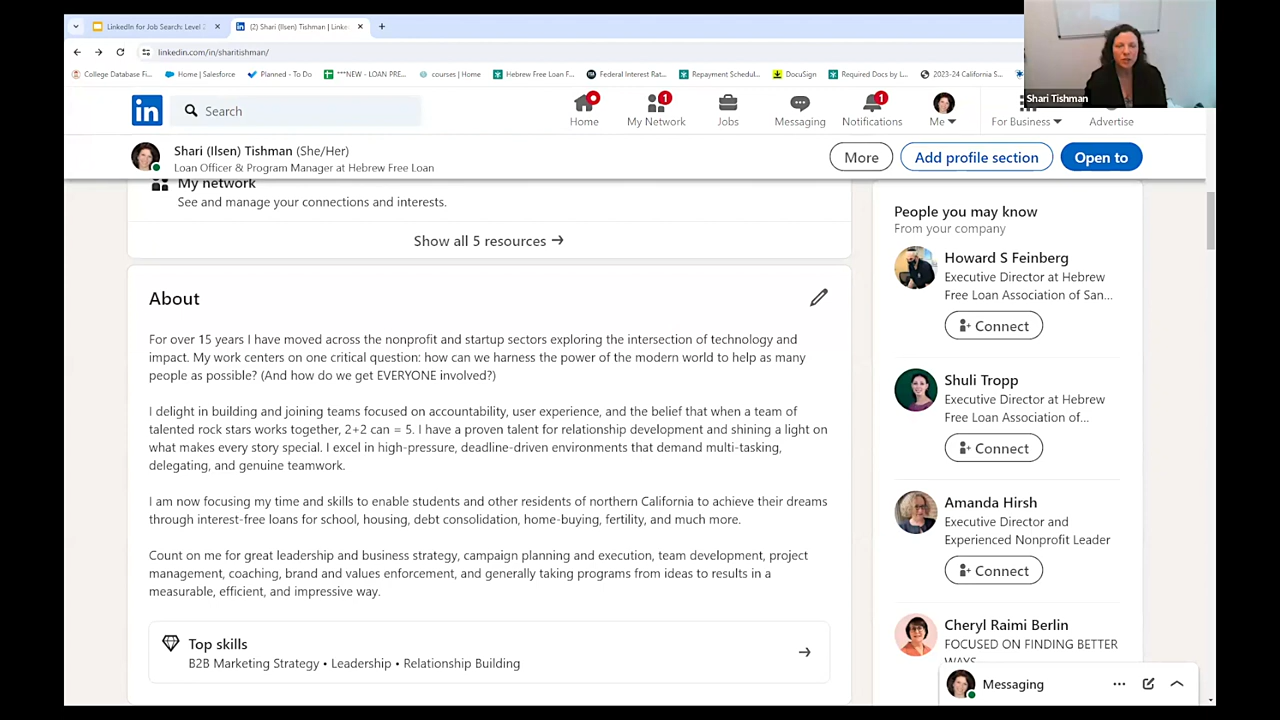 LinkedIn for Job Search: Level
(2) Shari (Ilsen) Tishman | Linke
linkedin.com/in/sharitishman/
College Database Fi...
Home | Salesforce
Planned - To Do
***NEW - LOAN PRE...
courses | Home
Hebrew Free Loan F...
Federal Interest Rat...
Repayment Schedul...
DocuSign
Required Docs by L...
2023-24 California S...
Shari Tishman
in
Search
Home
1
My Network
Jobs
Messaging
1
Notifications
Me
For Business
Advertise
Shari (Ilsen) Tishman (She/Her)
Loan Officer & Program Manager at Hebrew Free Loan
More
Add profile section
Open to
My network
See and manage your connections and interests.
Show all 5 resources
About
For over 15 years I have moved across the nonprofit and startup sectors exploring the intersection of technology and
impact. My work centers on one critical question: how can we harness the power of the modern world to help as many
people as possible? (And how do we get EVERYONE involved?)
I delight in building and joining teams focused on accountability, user experience, and the belief that when a team of
talented rock stars works together, 2+2 can = 5. I have a proven talent for relationship development and shining a light on
what makes every story special. I excel in high-pressure, deadline-driven environments that demand multi-tasking,
delegating, and genuine teamwork.
I am now focusing my time and skills to enable students and other residents of northern California to achieve their dreams
through interest-free loans for school, housing, debt consolidation, home-buying, fertility, and much more.
Count on me for great leadership and business strategy, campaign planning and execution, team development, project
management, coaching, brand and values enforcement, and generally taking programs from ideas to results in a
measurable, efficient, and impressive way.
Top skills
B2B Marketing Strategy • Leadership • Relationship Building
People you may know
From your company
Howard S Feinberg
Executive Director at Hebrew
Free Loan Association of San...
Connect
Shuli Tropp
Executive Director at Hebrew
Free Loan Association of...
Connect
Amanda Hirsh
Executive Director and
Experienced Nonprofit Leader
Connect
Cheryl Raimi Berlin
FOCUSED ON FINDING BETTER
WAYS
Messaging